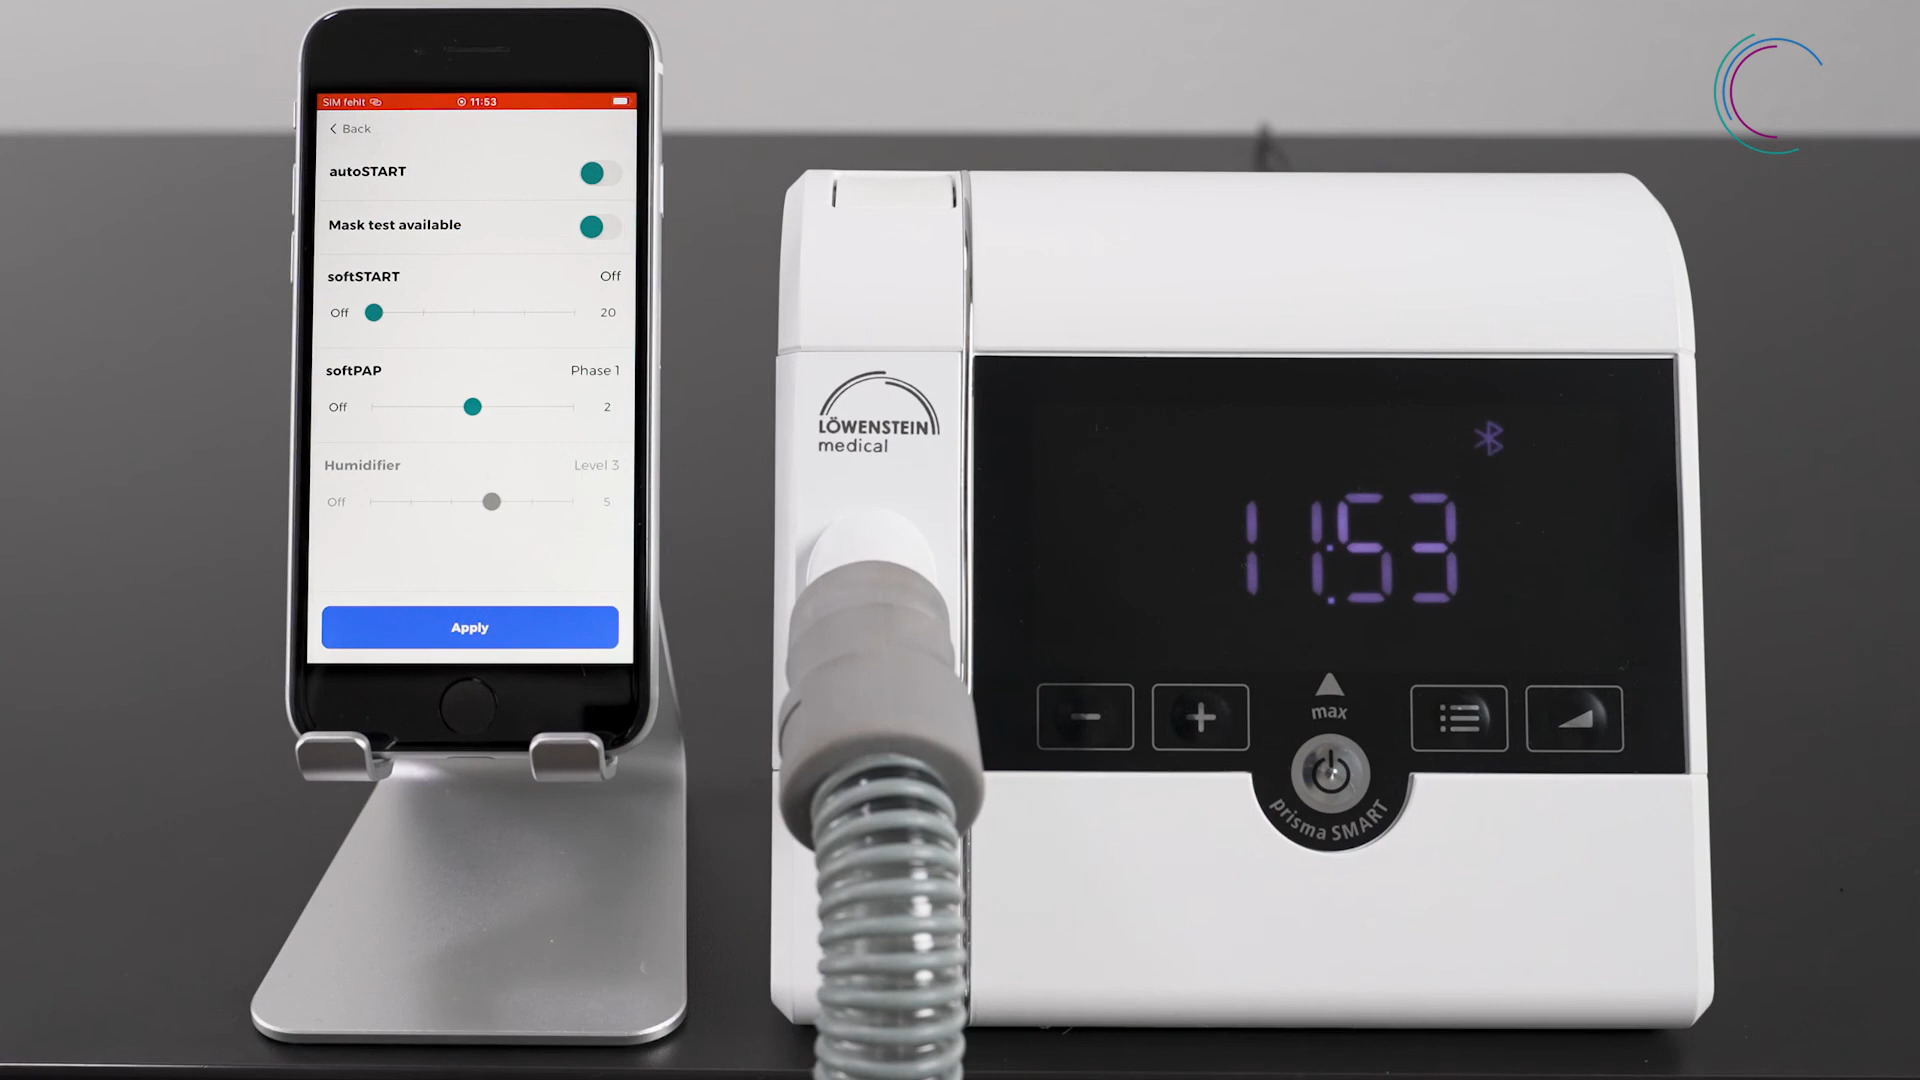 SIM fehlt 11:53
Back
autoSTART
Mask test available
softSTART Off
Off 20
softPAP Phase 1
Off 2
Humidifier Level 3
Off 5
Apply
LÖWENSTEIN
medical
11:53
max
prisma SMART